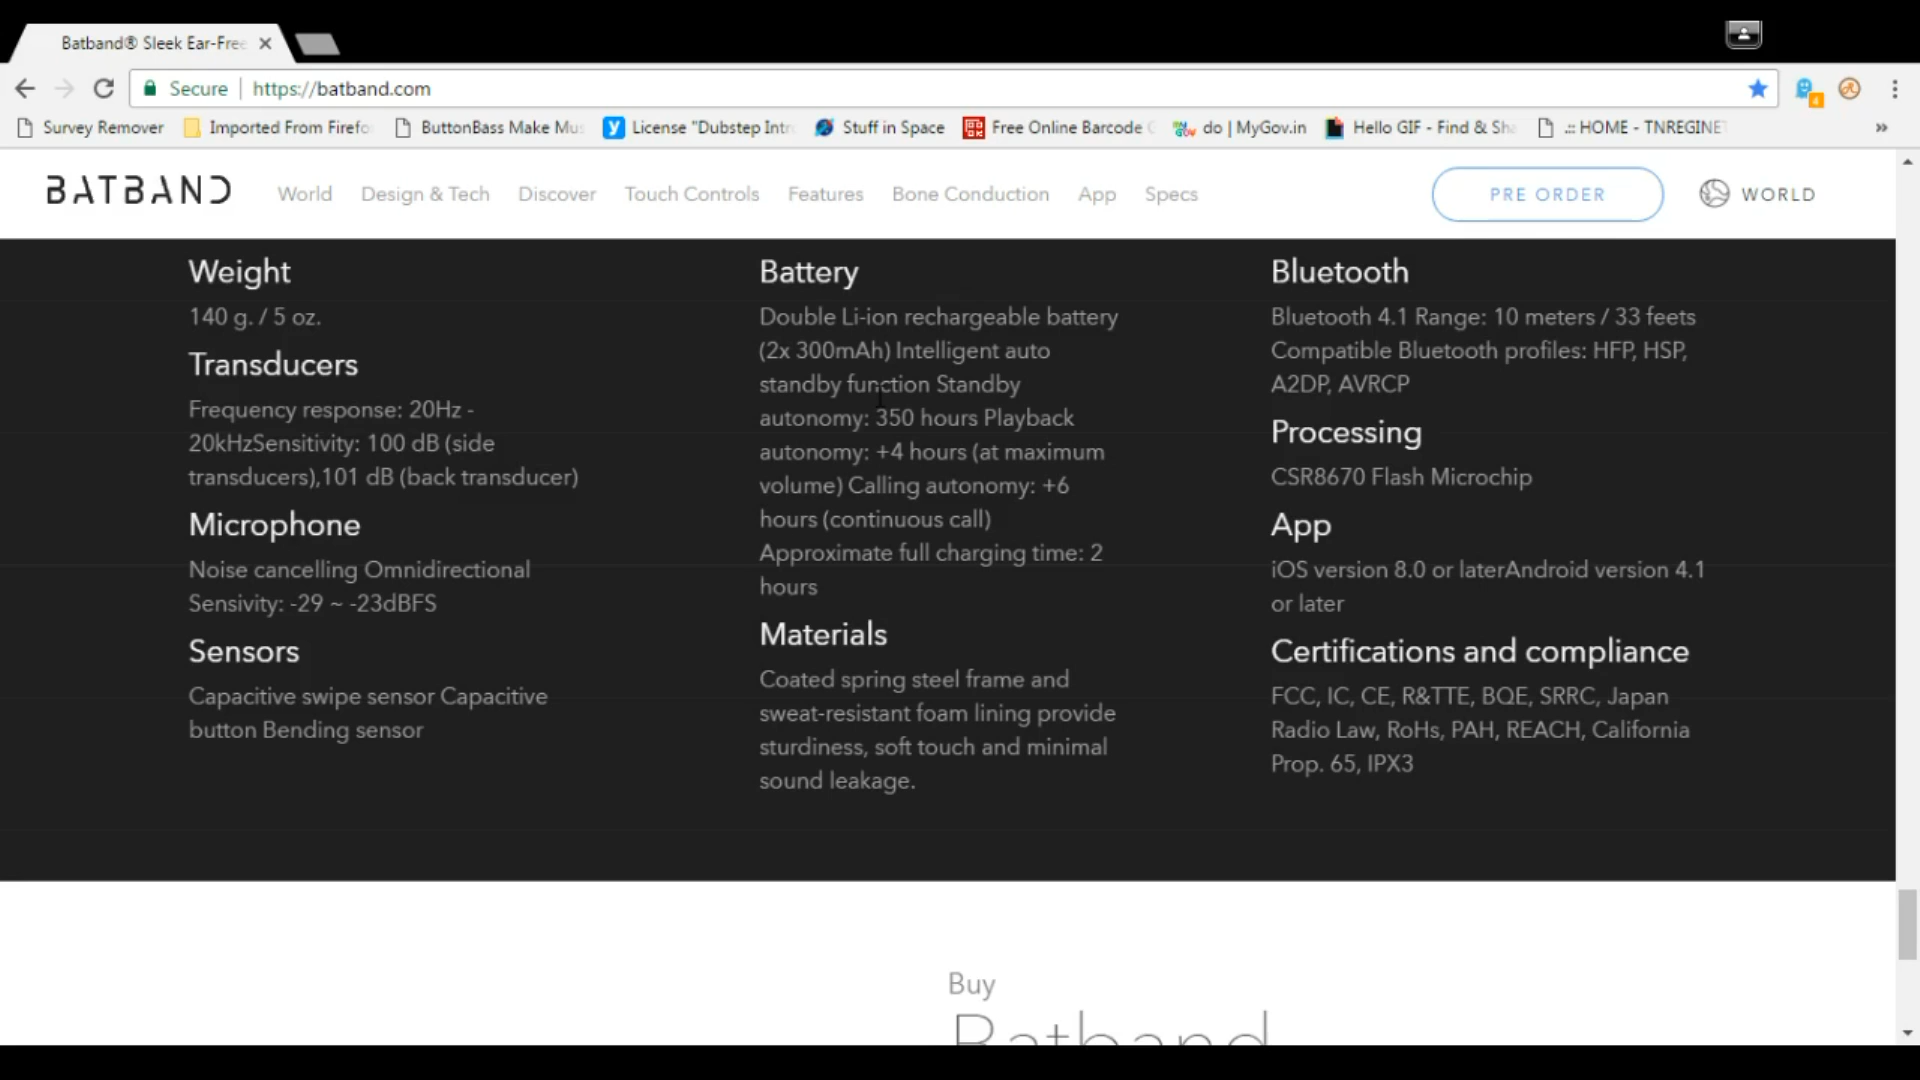 Batband® Sleek Ear-Free
Secure
https://batband.com
4
Survey Remover
Imported From Firefo
ButtonBass Make Mu
License "Dubstep Intr
Stuff in Space
Free Online Barcode
do | MyGov.in
Hello GIF - Find & Sh
.:: HOME - TNREGINET
»
BATBAND
World
Design & Tech
Discover
Touch Controls
Features
Bone Conduction
App
Specs
PRE ORDER
WORLD
Weight
140 g. / 5 oz.
Transducers
Frequency response: 20Hz -
20kHzSensitivity: 100 dB (side
transducers),101 dB (back transducer)
Microphone
Noise cancelling Omnidirectional
Sensivity: -29 ~ -23dBFS
Sensors
Capacitive swipe sensor Capacitive
button Bending sensor
Battery
Double Li-ion rechargeable battery
(2x 300mAh) Intelligent auto
standby function Standby
autonomy: 350 hours Playback
autonomy: +4 hours (at maximum
volume) Calling autonomy: +6
hours (continuous call)
Approximate full charging time: 2
hours
Materials
Coated spring steel frame and
sweat-resistant foam lining provide
sturdiness, soft touch and minimal
sound leakage.
Bluetooth
Bluetooth 4.1 Range: 10 meters / 33 feets
Compatible Bluetooth profiles: HFP, HSP,
A2DP, AVRCP
Processing
CSR8670 Flash Microchip
App
iOS version 8.0 or laterAndroid version 4.1
or later
Certifications and compliance
FCC, IC, CE, R&TTE, BQE, SRRC, Japan
Radio Law, RoHs, PAH, REACH, California
Prop. 65, IPX3
Buy
Batband